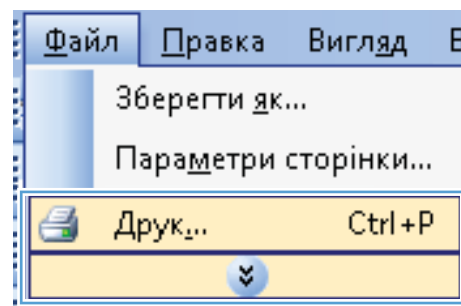 Файл Правка Вигляд
Зберегти як...
Параметри сторінки...
Друк... Ctrl+P